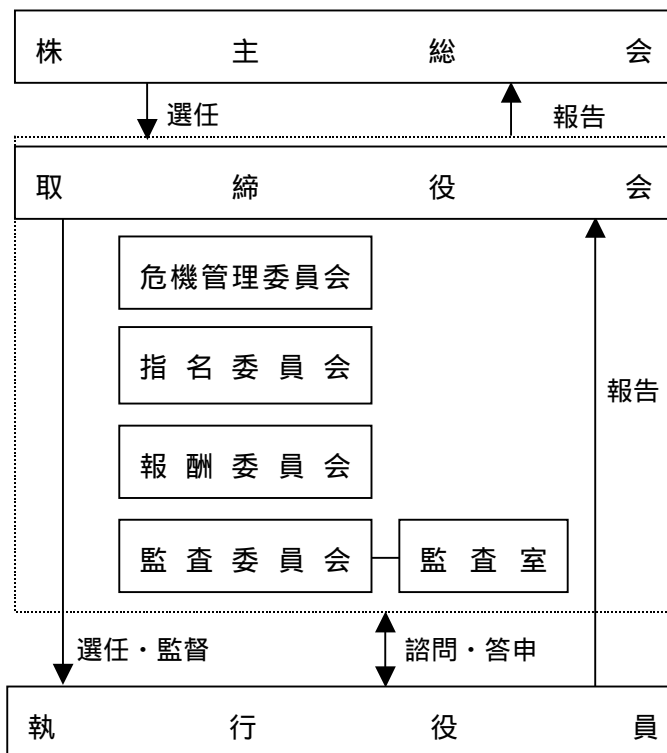 株主総会
選任
報告
取締役会
危機管理委員会
指名委員会
報告
報酬委員会
監査委員会
監査室
選任・監督
諮問・答申
執行役員